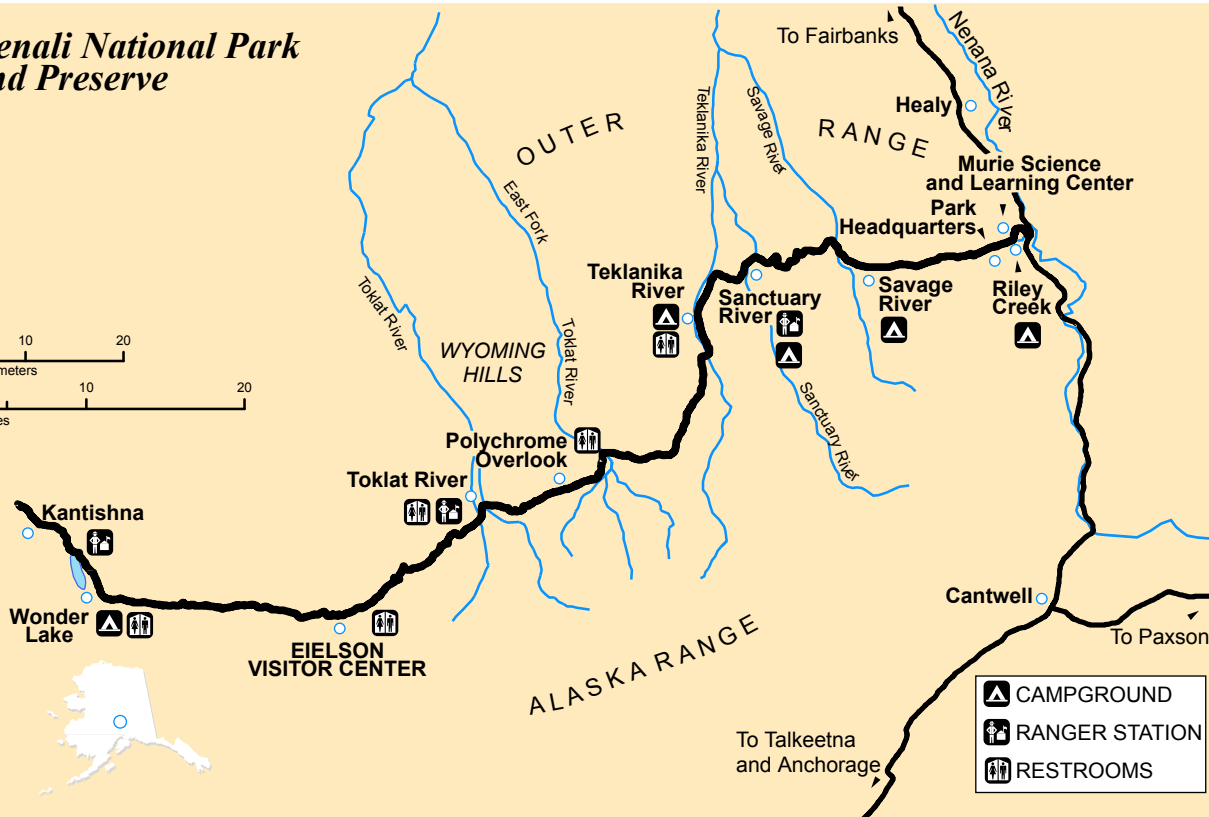 enali National Park
nd Preserve
To Fairbanks
Nenana River
Healy
OUTER
RANGE
Teklanika River
Savage River
Murie Science
and Learning Center
Park
Headquarters
East Fork
Toklat River
Toklat River
Teklanika
River
Sanctuary
River
Savage
River
Riley
Creek
10
20
meters
10
20
es
WYOMING
HILLS
Sanctuary River
Polychrome
Overlook
Toklat River
Kantishna
Wonder
Lake
EIELSON
VISITOR CENTER
ALASKA RANGE
Cantwell
To Paxson
To Talkeetna
and Anchorage
CAMPGROUND
RANGER STATION
RESTROOMS